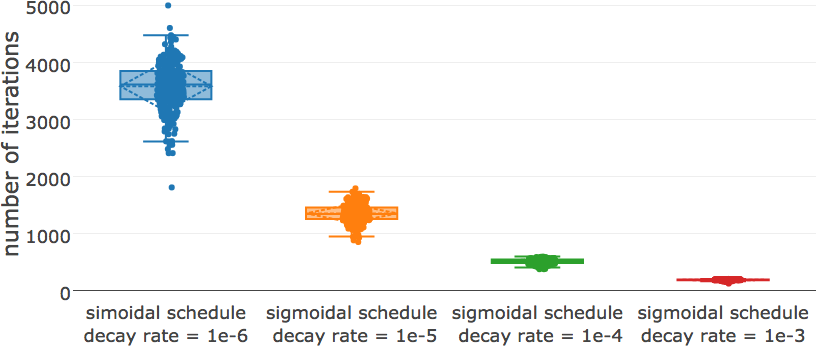 number of iterations
5000
4000
3000
2000
1000
0
simoidal schedule
decay rate = 1e-6
sigmoidal schedule
decay rate = 1e-5
sigmoidal schedule
decay rate = 1e-4
sigmoidal schedule
decay rate = 1e-3